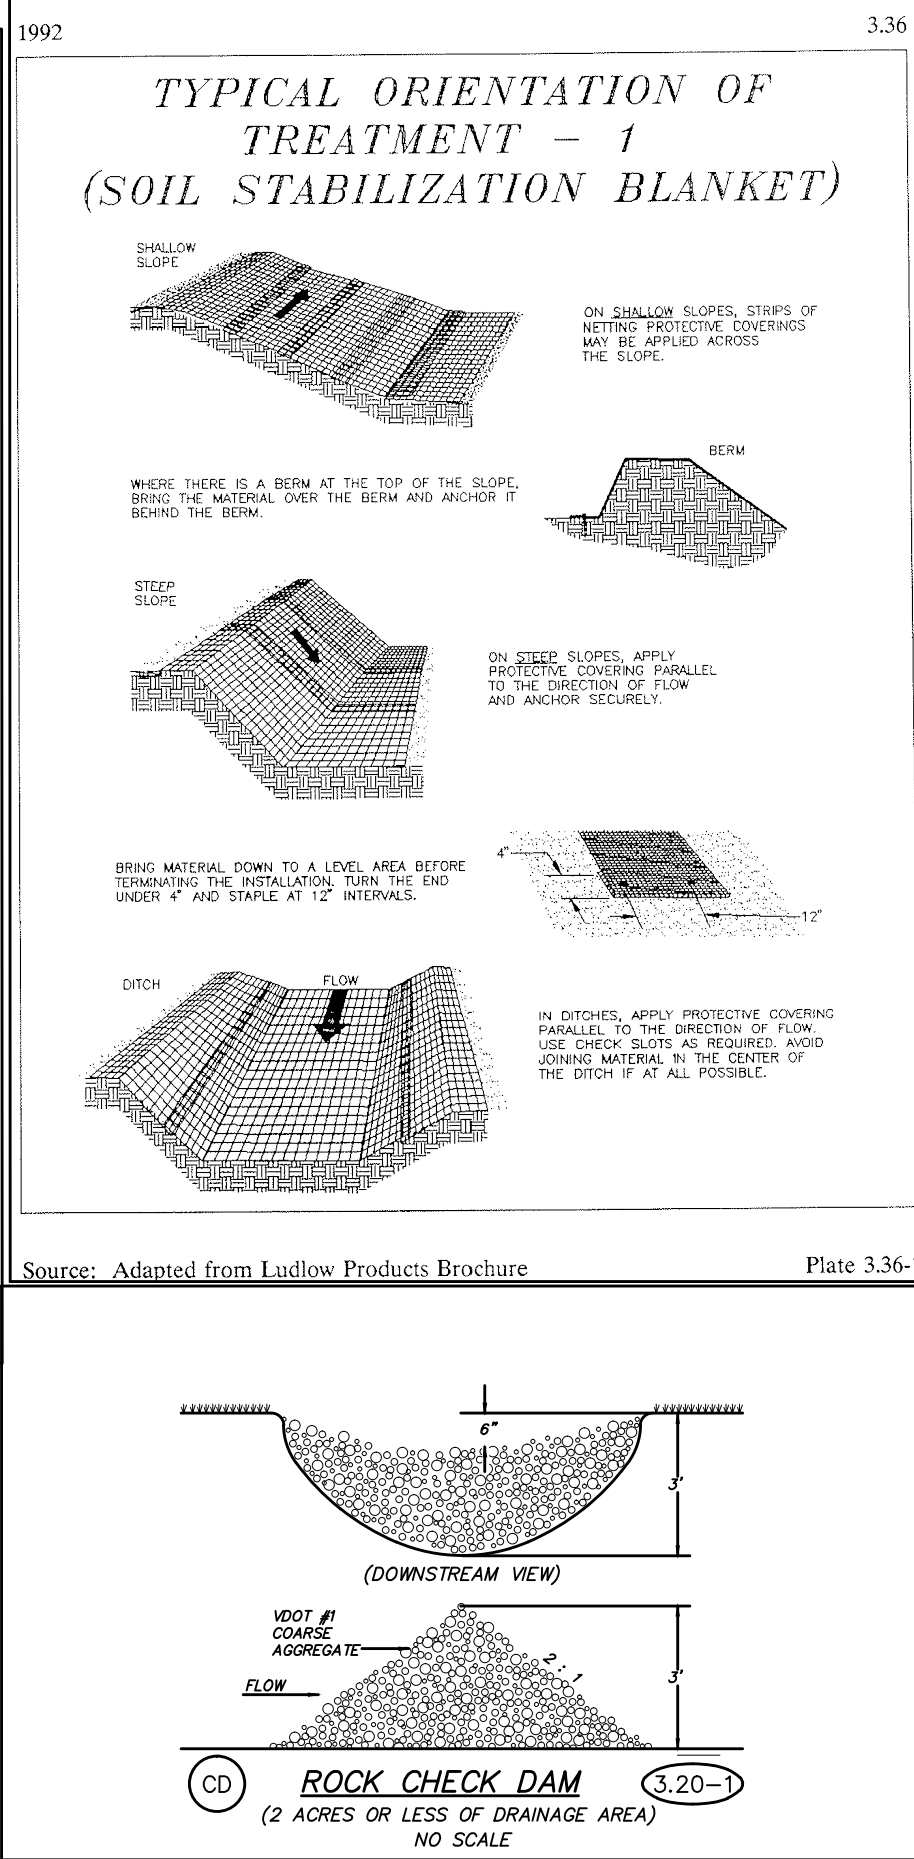 1992
3.36
TYPICAL ORIENTATION OF
TREATMENT - 1
(SOIL STABILIZATION BLANKET)
SHALLOW
SLOPE
ON SHALLOW SLOPES, STRIPS OF
NETTING PROTECTIVE COVERINGS
MAY BE APPLIED ACROSS
THE SLOPE.
BERM
WHERE THERE IS A BERM AT THE TOP OF THE SLOPE,
BRING THE MATERIAL OVER THE BERM AND ANCHOR IT
BEHIND THE BERM.
STEEP
SLOPE
ON STEEP SLOPES, APPLY
PROTECTIVE COVERING PARALLEL
TO THE DIRECTION OF FLOW
AND ANCHOR SECURELY.
BRING MATERIAL DOWN TO A LEVEL AREA BEFORE
TERMINATING THE INSTALLATION. TURN THE END
UNDER 4" AND STAPLE AT 12" INTERVALS.
4"
12"
DITCH
FLOW
IN DITCHES, APPLY PROTECTIVE COVERING
PARALLEL TO THE DIRECTION OF FLOW.
USE CHECK SLOTS AS REQUIRED. AVOID
JOINING MATERIAL IN THE CENTER OF
THE DITCH IF AT ALL POSSIBLE.
Source: Adapted from Ludlow Products Brochure
Plate 3.36-
6"
3'
(DOWNSTREAM VIEW)
VDOT #1
COARSE
AGGREGATE
2 : 1
FLOW
3'
CD
ROCK CHECK DAM
3.20-1
(2 ACRES OR LESS OF DRAINAGE AREA)
NO SCALE